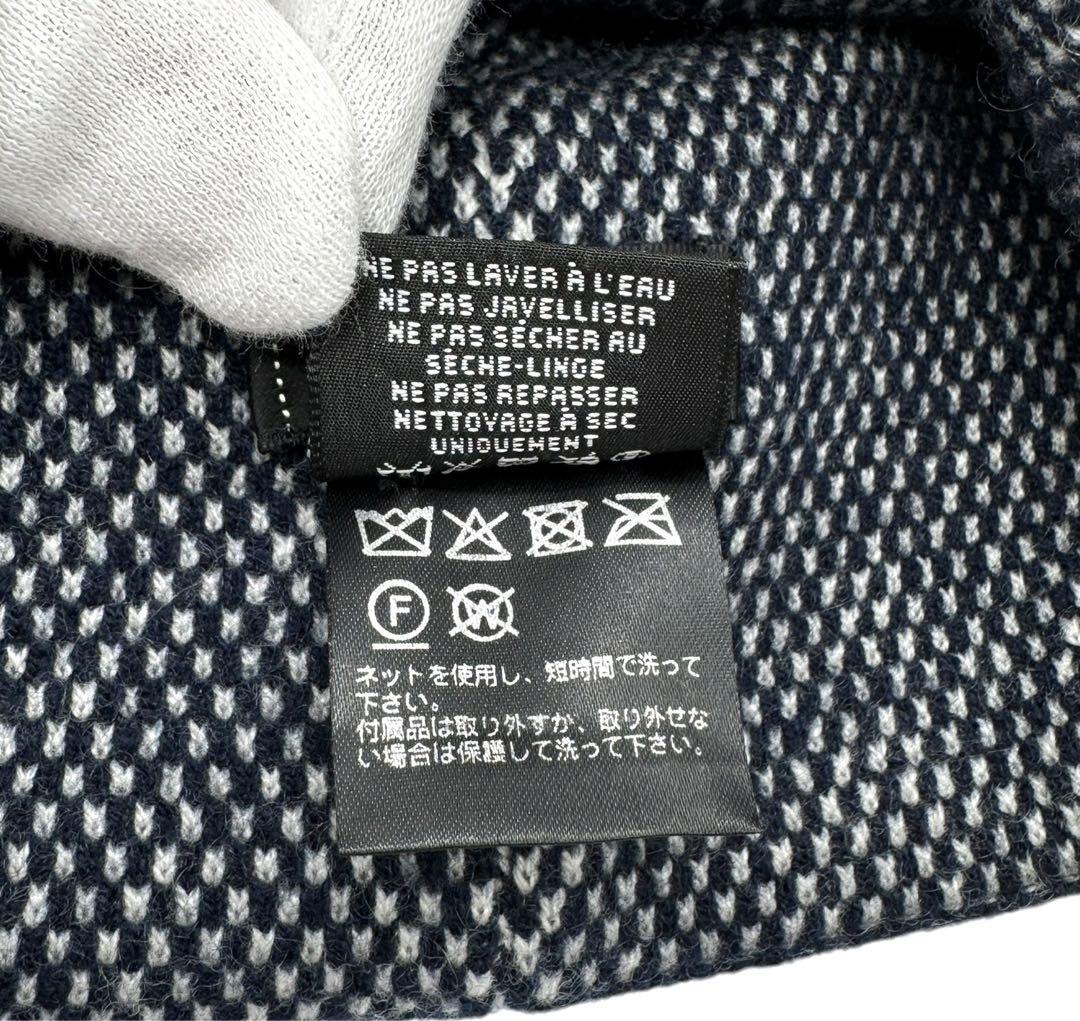 NE PAS LAVER À L'EAU
NE PAS JAVELLISER
NE PAS SÉCHER AU
SÈCHE-LINGE
NE PAS REPASSER
NETTOYAGE À SEC
UNIQUEMENT
F W
ネットを使用し、短時間で洗って
下さい。
付属品は取り外すか、取り外せな
い場合は保護して洗って下さい。